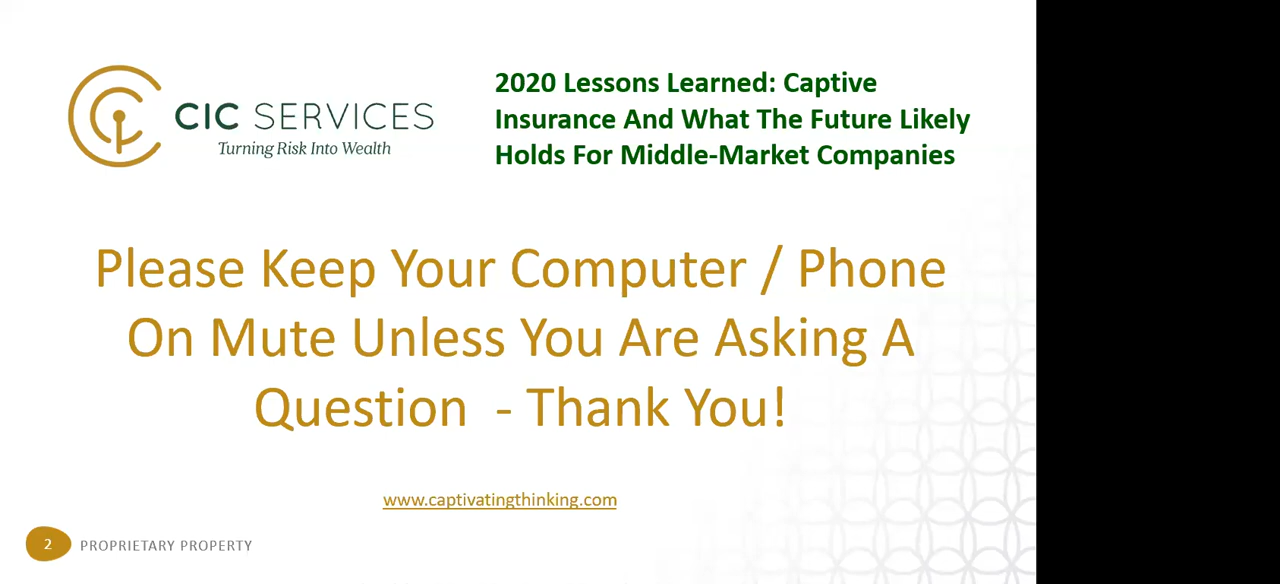 CIC SERVICES
Turning Risk Into Wealth
2020 Lessons Learned: Captive
Insurance And What The Future Likely
Holds For Middle-Market Companies
Please Keep Your Computer / Phone
On Mute Unless You Are Asking A
Question - Thank You!
www.captivatingthinking.com
2 PROPRIETARY PROPERTY